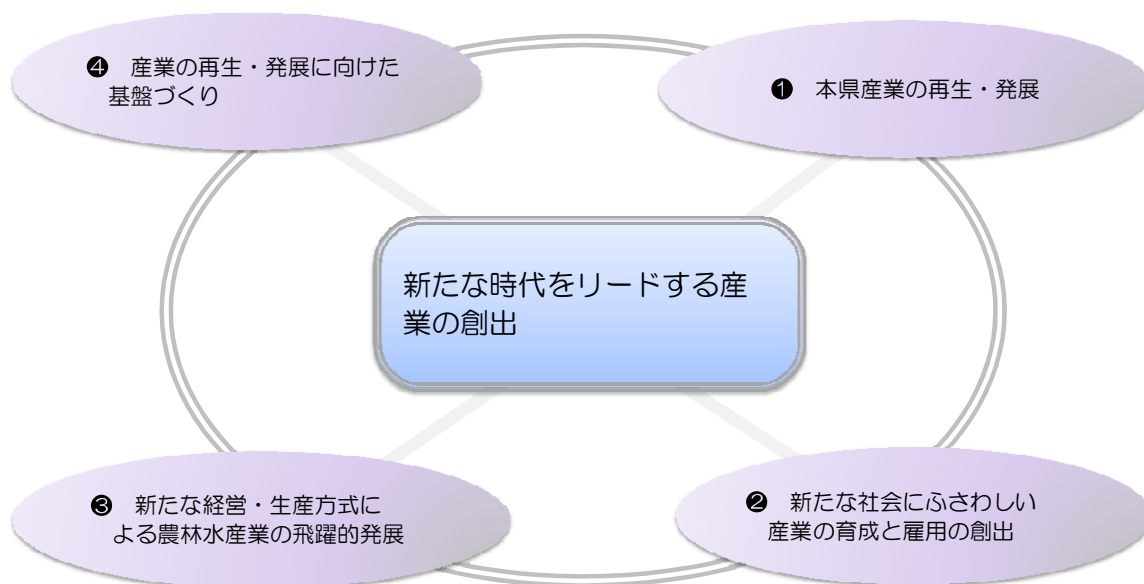 ❹ 産業の再生・発展に向けた
基盤づくり
❶ 本県産業の再生・発展
新たな時代をリードする産
業の創出
❸ 新たな経営・生産方式に
よる農林水産業の飛躍的発展
❷ 新たな社会にふさわしい
産業の育成と雇用の創出